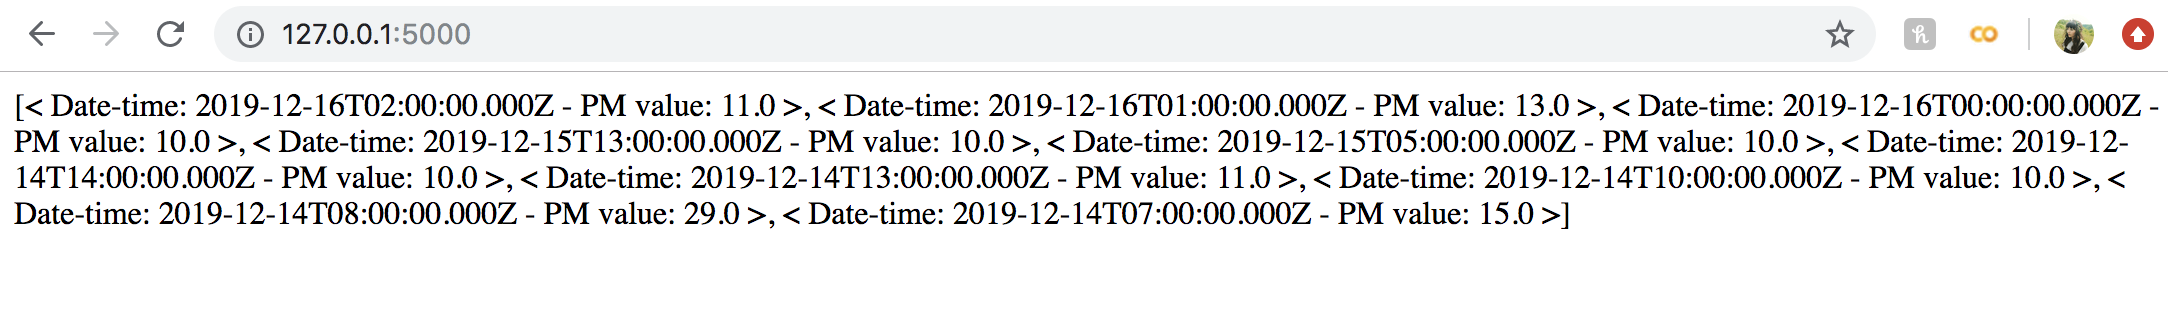 127.0.0.1:5000
[< Date-time: 2019-12-16T02:00:00.000Z - PM value: 11.0 >, < Date-time: 2019-12-16T01:00:00.000Z - PM value: 13.0 >, < Date-time: 2019-12-16T00:00:00.000Z -
PM value: 10.0 >, < Date-time: 2019-12-15T13:00:00.000Z - PM value: 10.0 >, < Date-time: 2019-12-15T05:00:00.000Z - PM value: 10.0 >, < Date-time: 2019-12-
14T14:00:00.000Z - PM value: 10.0 >, < Date-time: 2019-12-14T13:00:00.000Z - PM value: 11.0 >, < Date-time: 2019-12-14T10:00:00.000Z - PM value: 10.0 >, <
Date-time: 2019-12-14T08:00:00.000Z - PM value: 29.0 >, < Date-time: 2019-12-14T07:00:00.000Z - PM value: 15.0 >]